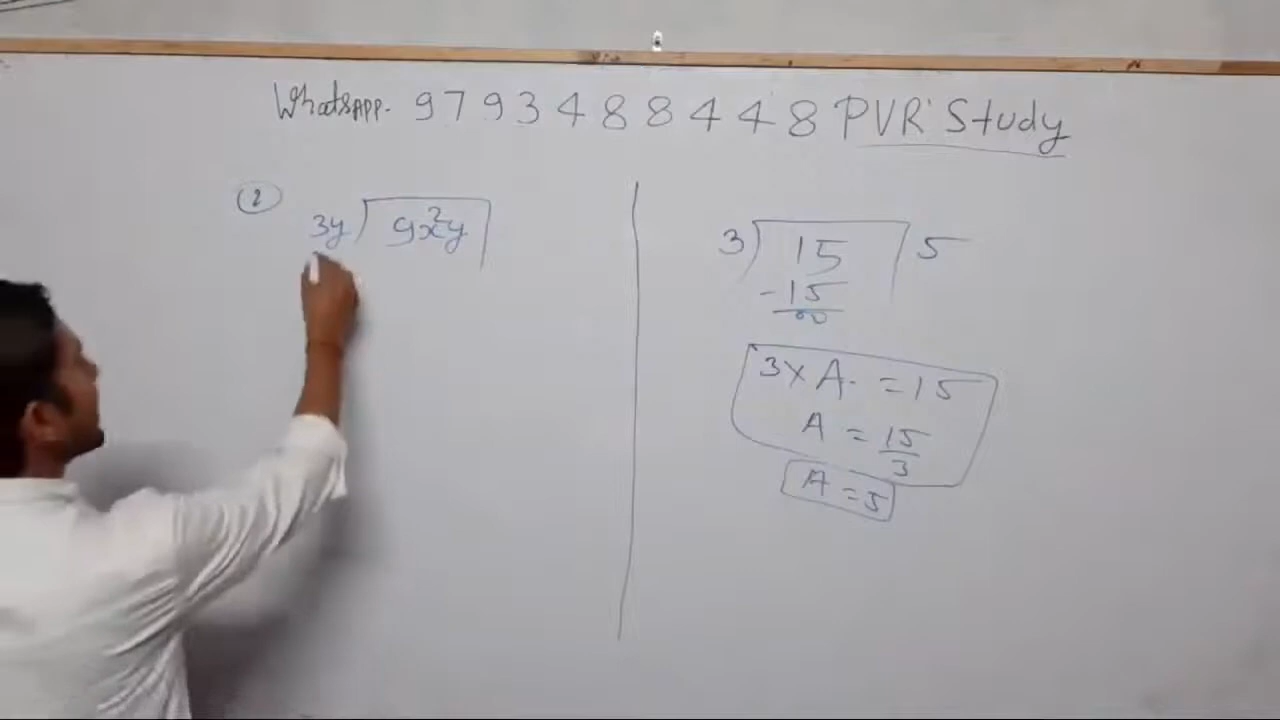 WhatsAPP. 9793488448 PVR Study
2
3y) 9x²y
3) 15 ) 5
-15
00
3 x A. = 15
A = 15/3
A = 5